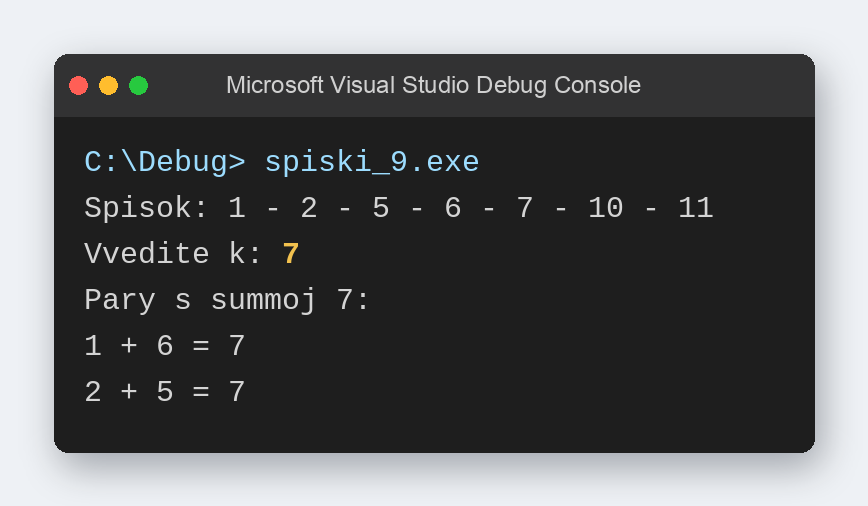 Microsoft Visual Studio Debug Console
C:\Debug> spiski_9.exe
Spisok: 1 - 2 - 5 - 6 - 7 - 10 - 11
Vvedite k: 7
Pary s summoj 7:
1 + 6 = 7
2 + 5 = 7